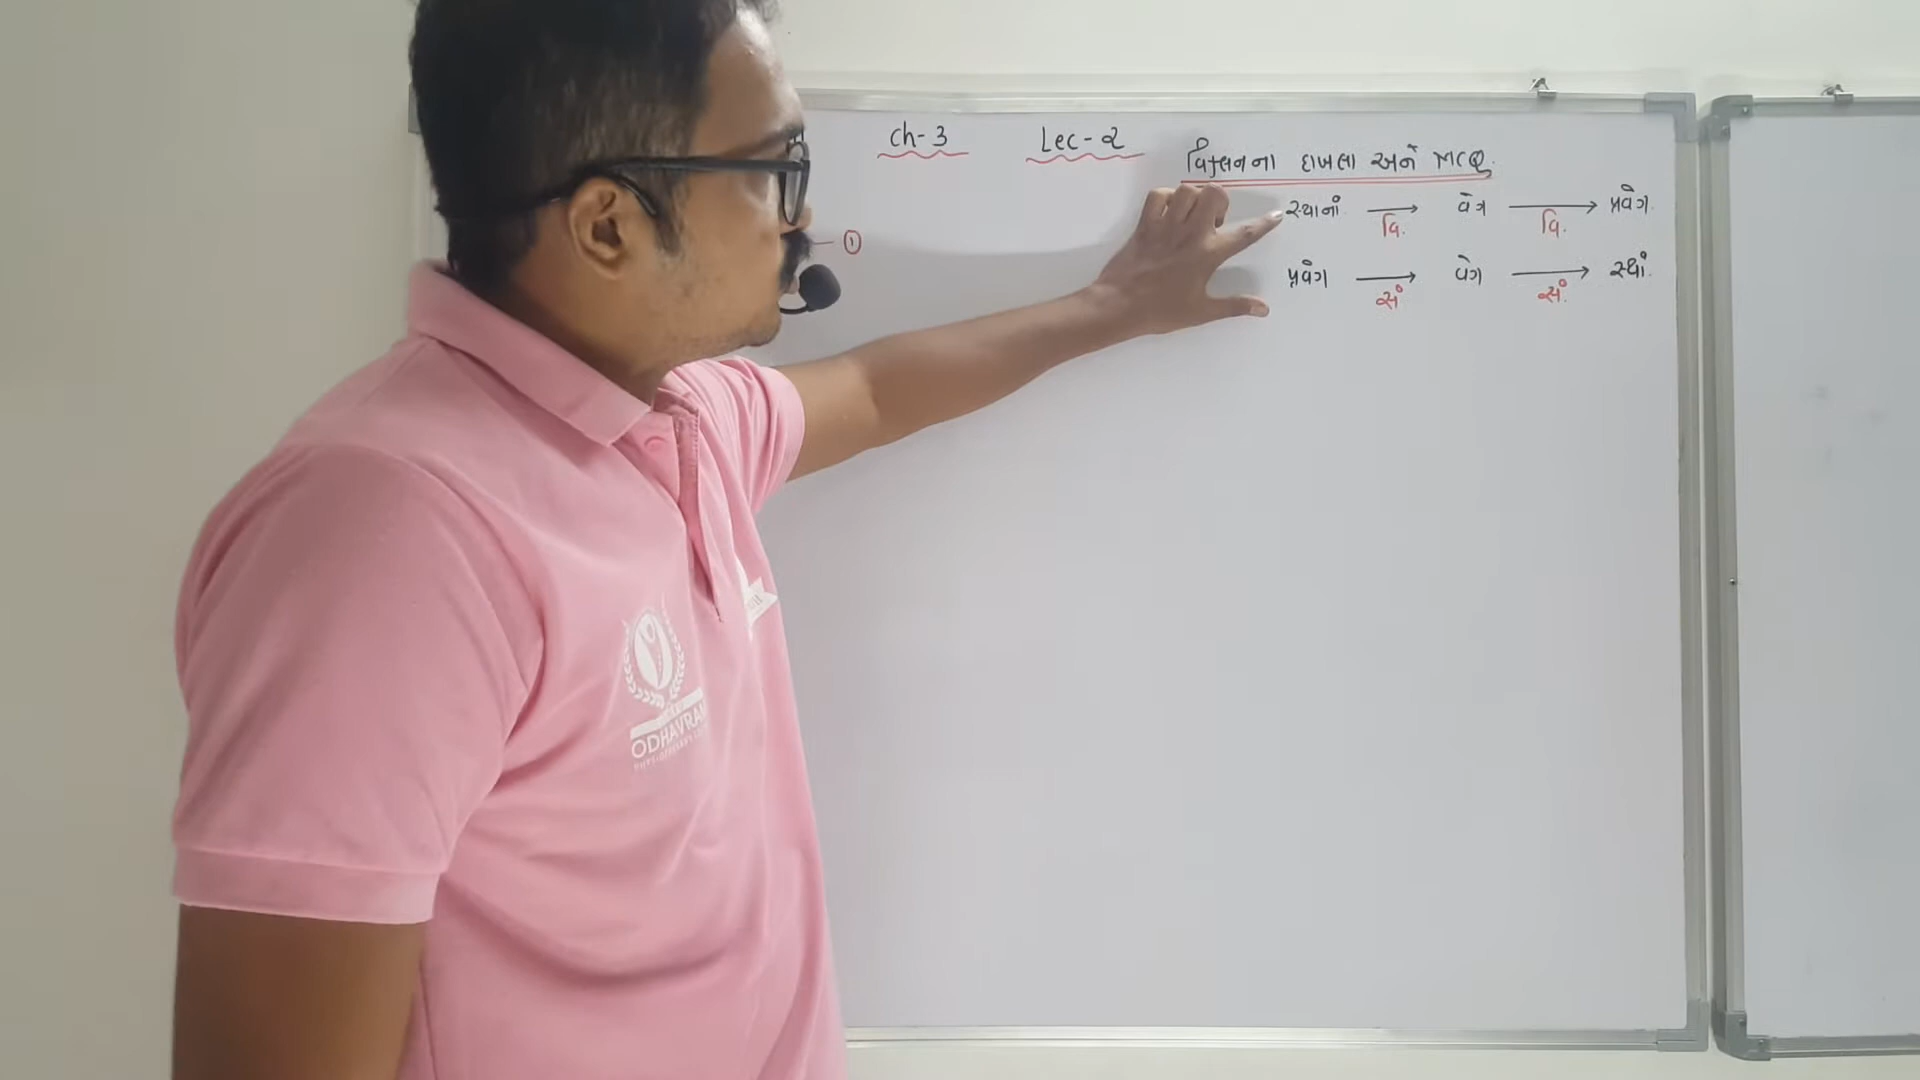 Ch-3 Lec-2
વિકલનના દાખલા અને MCQ.
①
સ્થાનાં → વેગ → પ્રવેગ.
વિ. વિ.
પ્રવેગ → વેગ → સ્થાં.
સં સં.
ODHAVRAM